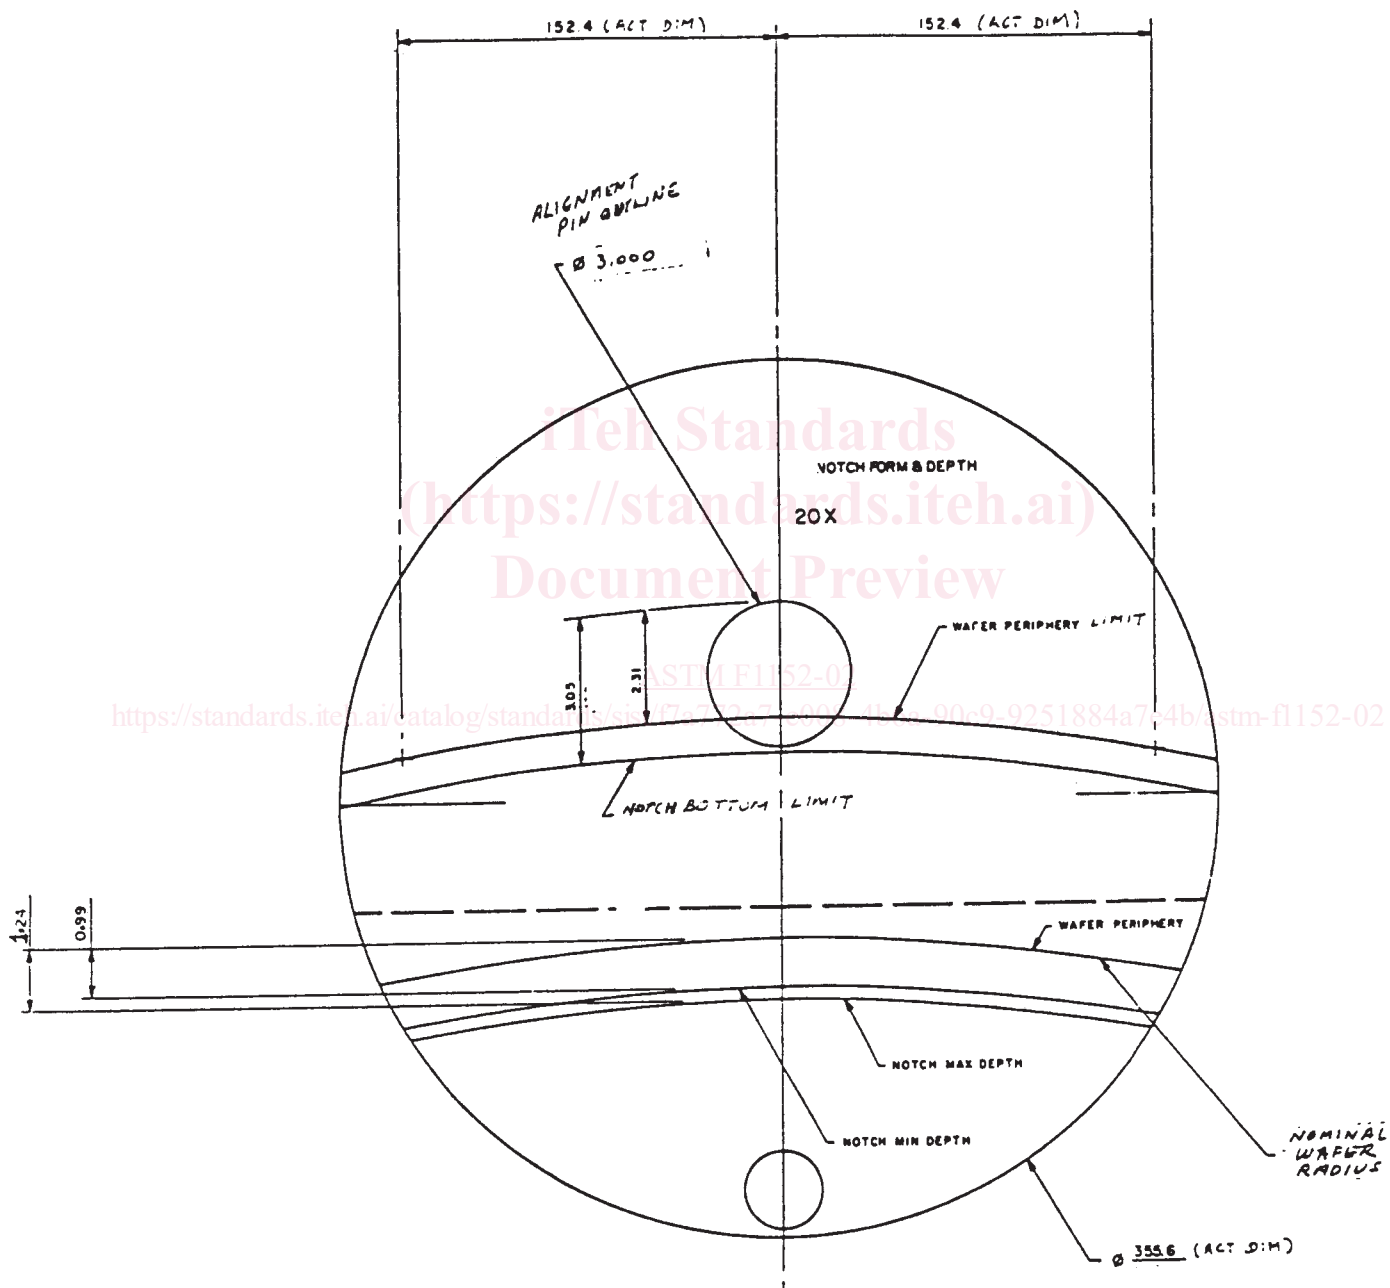 152.4 (ACT DIM)
152.4 (ACT DIM)
ALIGNMENT
PIN OUTLINE
Ø 3.000
iTeh Standards
NOTCH FORM & DEPTH
(https://standards.iteh.ai)
20X
Document Preview
WAFER PERIPHERY LIMIT
3.05
2.31
ASTM F1152-02
https://standards.iteh.ai/catalog/standards/sist/
90c9-9251884a7e4b/astm-f1152-02
NOTCH BOTTOM LIMIT
1.24
0.99
WAFER PERIPHERY
NOTCH MAX DEPTH
NOTCH MIN DEPTH
NOMINAL
WAFER
RADIUS
Ø 355.6 (ACT DIM)